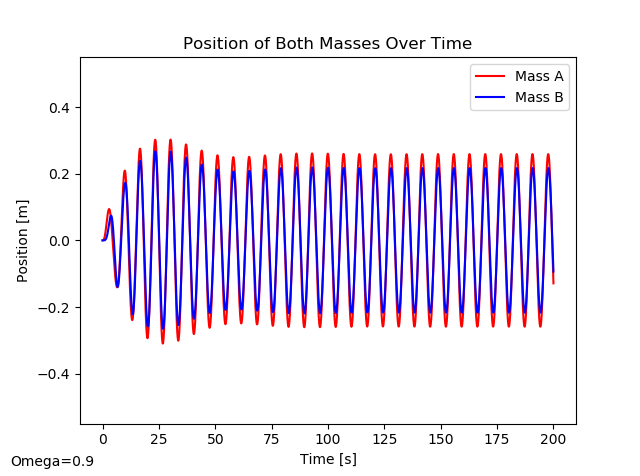 Position of Both Masses Over Time
Mass A
Mass B
Position [m]
0.4
0.2
0.0
−0.2
−0.4
0 25 50 75 100 125 150 175 200
Time [s]
Omega=0.9